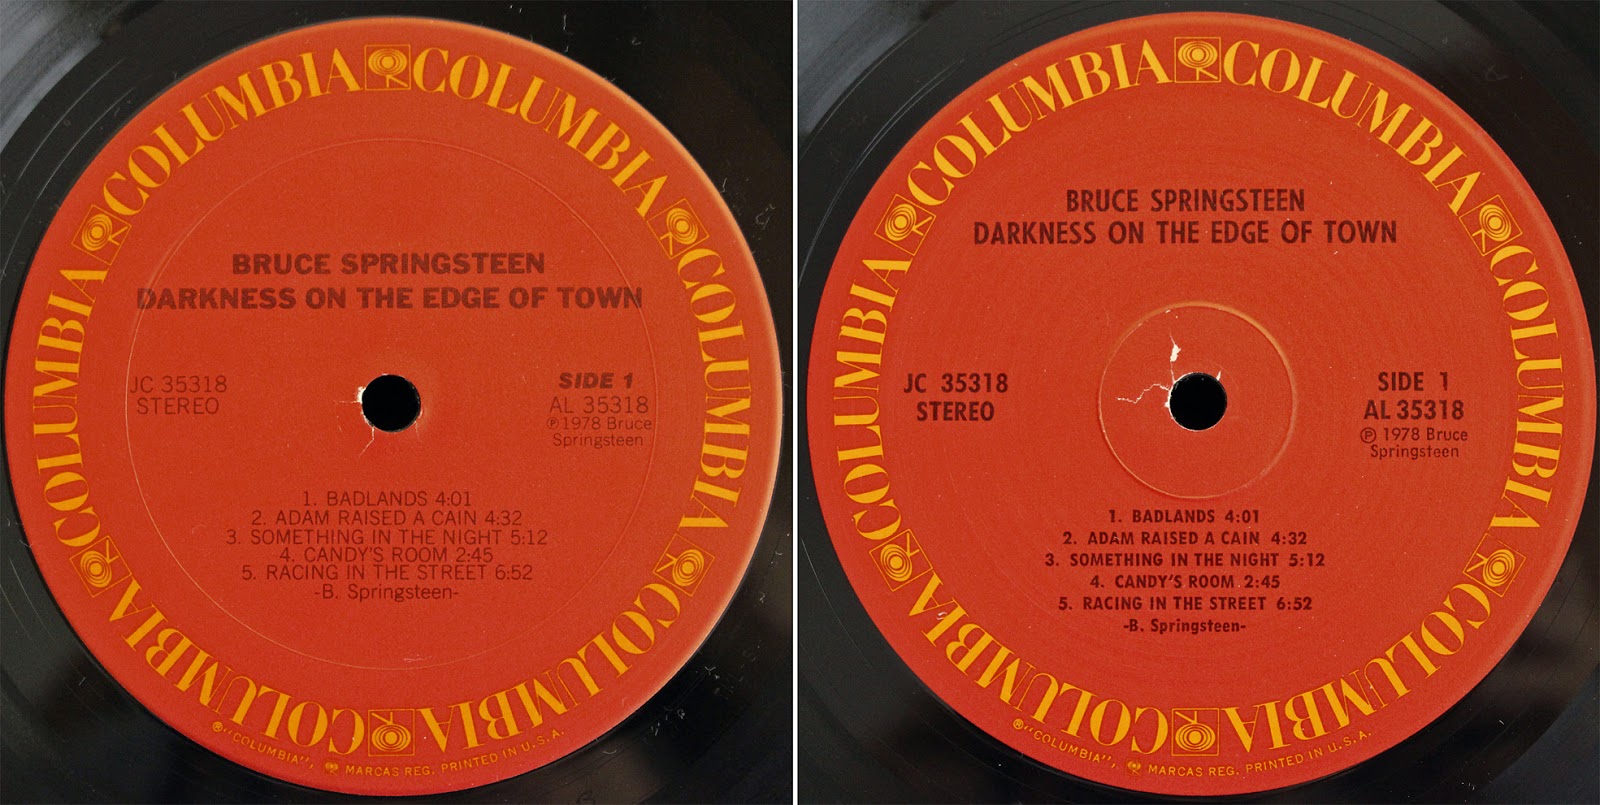 COLUMBIA COLUMBIA COLUMBIA COLUMBIA COLUMBIA COLUMBIA
BRUCE SPRINGSTEEN
DARKNESS ON THE EDGE OF TOWN
JC 35318
STEREO
SIDE 1
AL 35318
℗ 1978 Bruce
Springsteen
1. BADLANDS 4:01
2. ADAM RAISED A CAIN 4:32
3. SOMETHING IN THE NIGHT 5:12
4. CANDY'S ROOM 2:45
5. RACING IN THE STREET 6:52
-B. Springsteen-
®"COLUMBIA", MARCAS REG. PRINTED IN U.S.A.
COLUMBIA COLUMBIA COLUMBIA COLUMBIA COLUMBIA COLUMBIA
BRUCE SPRINGSTEEN
DARKNESS ON THE EDGE OF TOWN
JC 35318
STEREO
SIDE 1
AL 35318
℗ 1978 Bruce
Springsteen
1. BADLANDS 4:01
2. ADAM RAISED A CAIN 4:32
3. SOMETHING IN THE NIGHT 5:12
4. CANDY'S ROOM 2:45
5. RACING IN THE STREET 6:52
-B. Springsteen-
®"COLUMBIA", MARCAS REG. PRINTED IN U.S.A.